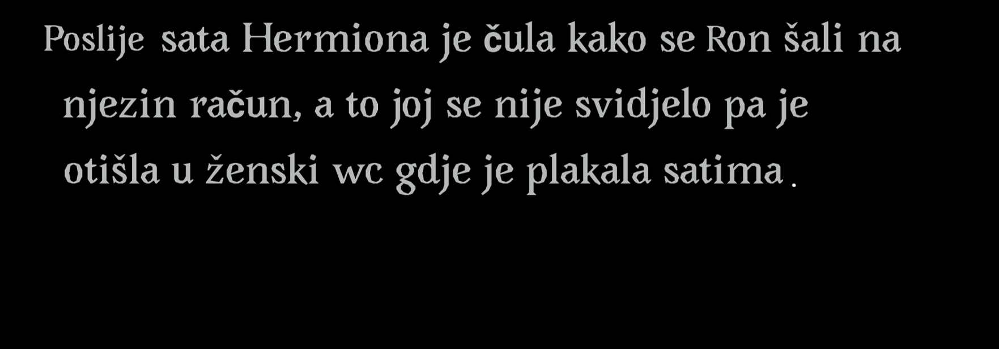 Poslije sata Hermiona je čula kako se Ron šali na
njezin račun, a to joj se nije svidjelo pa je
otišla u ženski wc gdje je plakala satima.